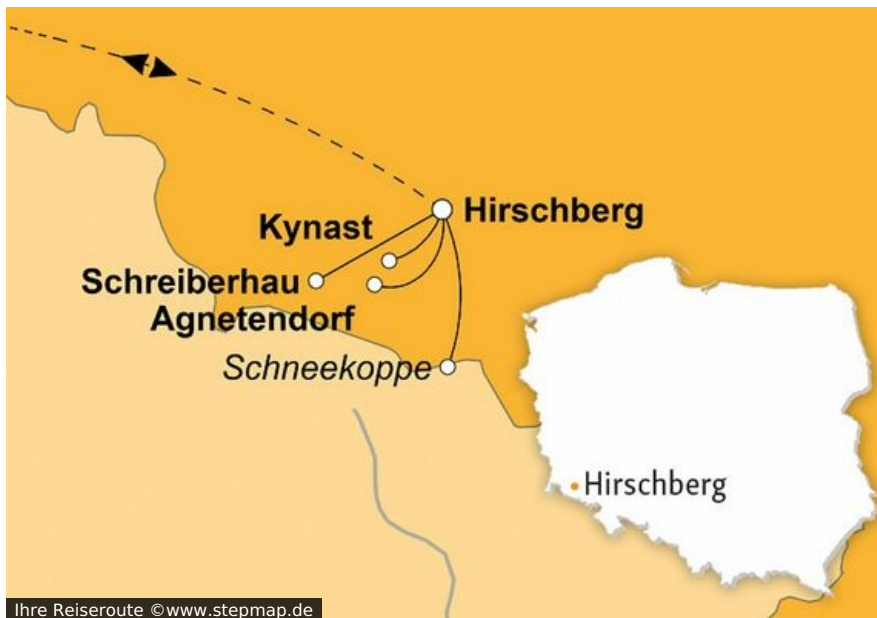 Hirschberg
Kynast
Schreiberhau
Agnetendorf
Schneekoppe
Hirschberg
Ihre Reiseroute ©www.stepmap.de